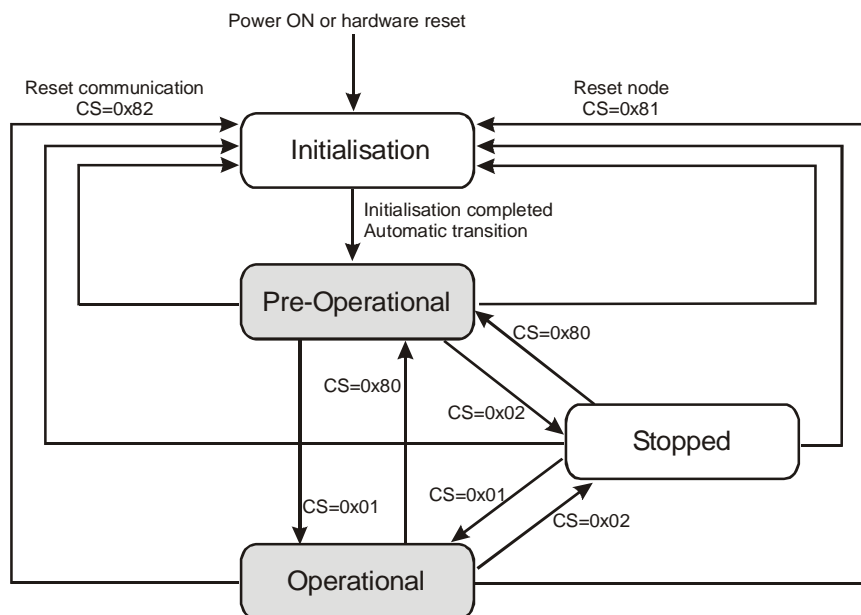 Power ON or hardware reset
Reset communication
CS=0x82
Reset node
CS=0x81
Initialisation
Initialisation completed
Automatic transition
Pre-Operational
CS=0x80
CS=0x80
CS=0x02
Stopped
CS=0x01
CS=0x01
CS=0x02
Operational